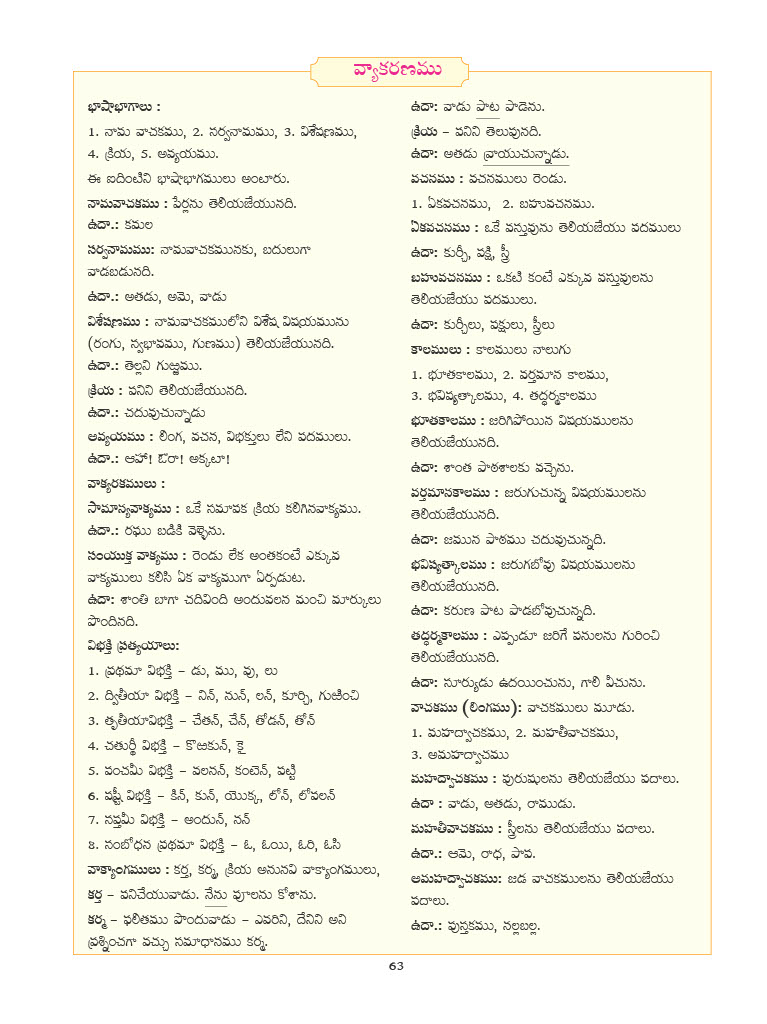 వ్యాకరణము
భాషాభాగాలు :
1. నామ వాచకము, 2. సర్వనామము, 3. విశేషణము,
4. క్రియ, 5. అవ్యయము.
ఈ ఐదింటిని భాషాభాగములు అంటారు.
నామవాచకము : పేర్లను తెలియజేయునది.
ఉదా.: కమల
సర్వనామము: నామవాచకమునకు, బదులుగా
వాడబడునది.
ఉదా.: అతడు, ఆమె, వాడు
విశేషణము : నామవాచకములోని విశేష విషయమును
(రంగు, స్వభావము, గుణము) తెలియజేయునది.
ఉదా.: తెల్లని గుఱ్ఱము.
క్రియ : పనిని తెలియజేయునది.
ఉదా.: చదువుచున్నాడు
అవ్యయము : లింగ, వచన, విభక్తులు లేని పదములు.
ఉదా.: ఆహా! ఔరా! అక్కటా!
వాక్యరకములు :
సామాన్యవాక్యము : ఒకే సమాపక క్రియ కలిగినవాక్యము.
ఉదా.: రఘు బడికి వెళ్ళెను.
సంయుక్త వాక్యము : రెండు లేక అంతకంటే ఎక్కువ
వాక్యములు కలిసి ఏక వాక్యముగా ఏర్పడుట.
ఉదా: శాంతి బాగా చదివింది అందువలన మంచి మార్కులు
పొందినది.
విభక్తి ప్రత్యయాలు:
1. ప్రథమా విభక్తి – డు, ము, వు, లు
2. ద్వితీయా విభక్తి – నిన్, నున్, లన్, కూర్చి, గుఱించి
3. తృతీయావిభక్తి – చేతన్, చేన్, తోడన్, తోన్
4. చతుర్థీ విభక్తి – కొఱకున్, కై
5. పంచమీ విభక్తి – వలనన్, కంటెన్, పట్టి
6. షష్ఠీ విభక్తి – కిన్, కున్, యొక్క, లోన్, లోపలన్
7. సప్తమీ విభక్తి – అందున్, నన్
8. సంబోధన ప్రథమా విభక్తి – ఓ, ఓయి, ఓరి, ఓసి
వాక్యాంగములు : కర్త, కర్మ, క్రియ అనునవి వాక్యాంగములు,
కర్త – పనిచేయువాడు. నేను పూలను కోశాను.
కర్మ – ఫలితము పొందువాడు – ఎవరిని, దేనిని అని
ప్రశ్నించగా వచ్చు సమాధానము కర్మ.
ఉదా: వాడు పాట పాడెను.
క్రియ – పనిని తెలువునది.
ఉదా: అతడు వ్రాయుచున్నాడు.
వచనము : వచనములు రెండు.
1. ఏకవచనము, 2. బహువచనము.
ఏకవచనము : ఒకే వస్తువును తెలియజేయు పదములు
ఉదా: కుర్చీ, పక్షి, స్త్రీ
బహువచనము : ఒకటి కంటే ఎక్కువ వస్తువులను
తెలియజేయు పదములు.
ఉదా: కుర్చీలు, పక్షులు, స్త్రీలు
కాలములు : కాలములు నాలుగు
1. భూతకాలము, 2. వర్తమాన కాలము,
3. భవిష్యత్కాలము, 4. తద్ధర్మకాలము
భూతకాలము : జరిగిపోయిన విషయములను
తెలియజేయునది.
ఉదా: శాంత పాఠశాలకు వచ్చెను.
వర్తమానకాలము : జరుగుచున్న విషయములను
తెలియజేయునది.
ఉదా: జమున పాఠము చదువుచున్నది.
భవిష్యత్కాలము : జరుగబోవు విషయములను
తెలియజేయునది.
ఉదా: కరుణ పాట పాడబోవుచున్నది.
తద్ధర్మకాలము : ఎప్పుడూ జరిగే పనులను గురించి
తెలియజేయునది.
ఉదా: సూర్యుడు ఉదయించును, గాలి వీచును.
వాచకము (లింగము): వాచకములు మూడు.
1. మహద్వాచకము, 2. మహతీవాచకము,
3. అమహద్వాచము
మహద్వాచకము : పురుషులను తెలియజేయు పదాలు.
ఉదా : వాడు, అతడు, రాముడు.
మహతీవాచకము : స్త్రీలను తెలియజేయు పదాలు.
ఉదా.: ఆమె, రాధ, పాప.
అమహద్వాచకము: జడ వాచకములను తెలియజేయు
పదాలు.
ఉదా.: పుస్తకము, నల్లబల్ల.
63